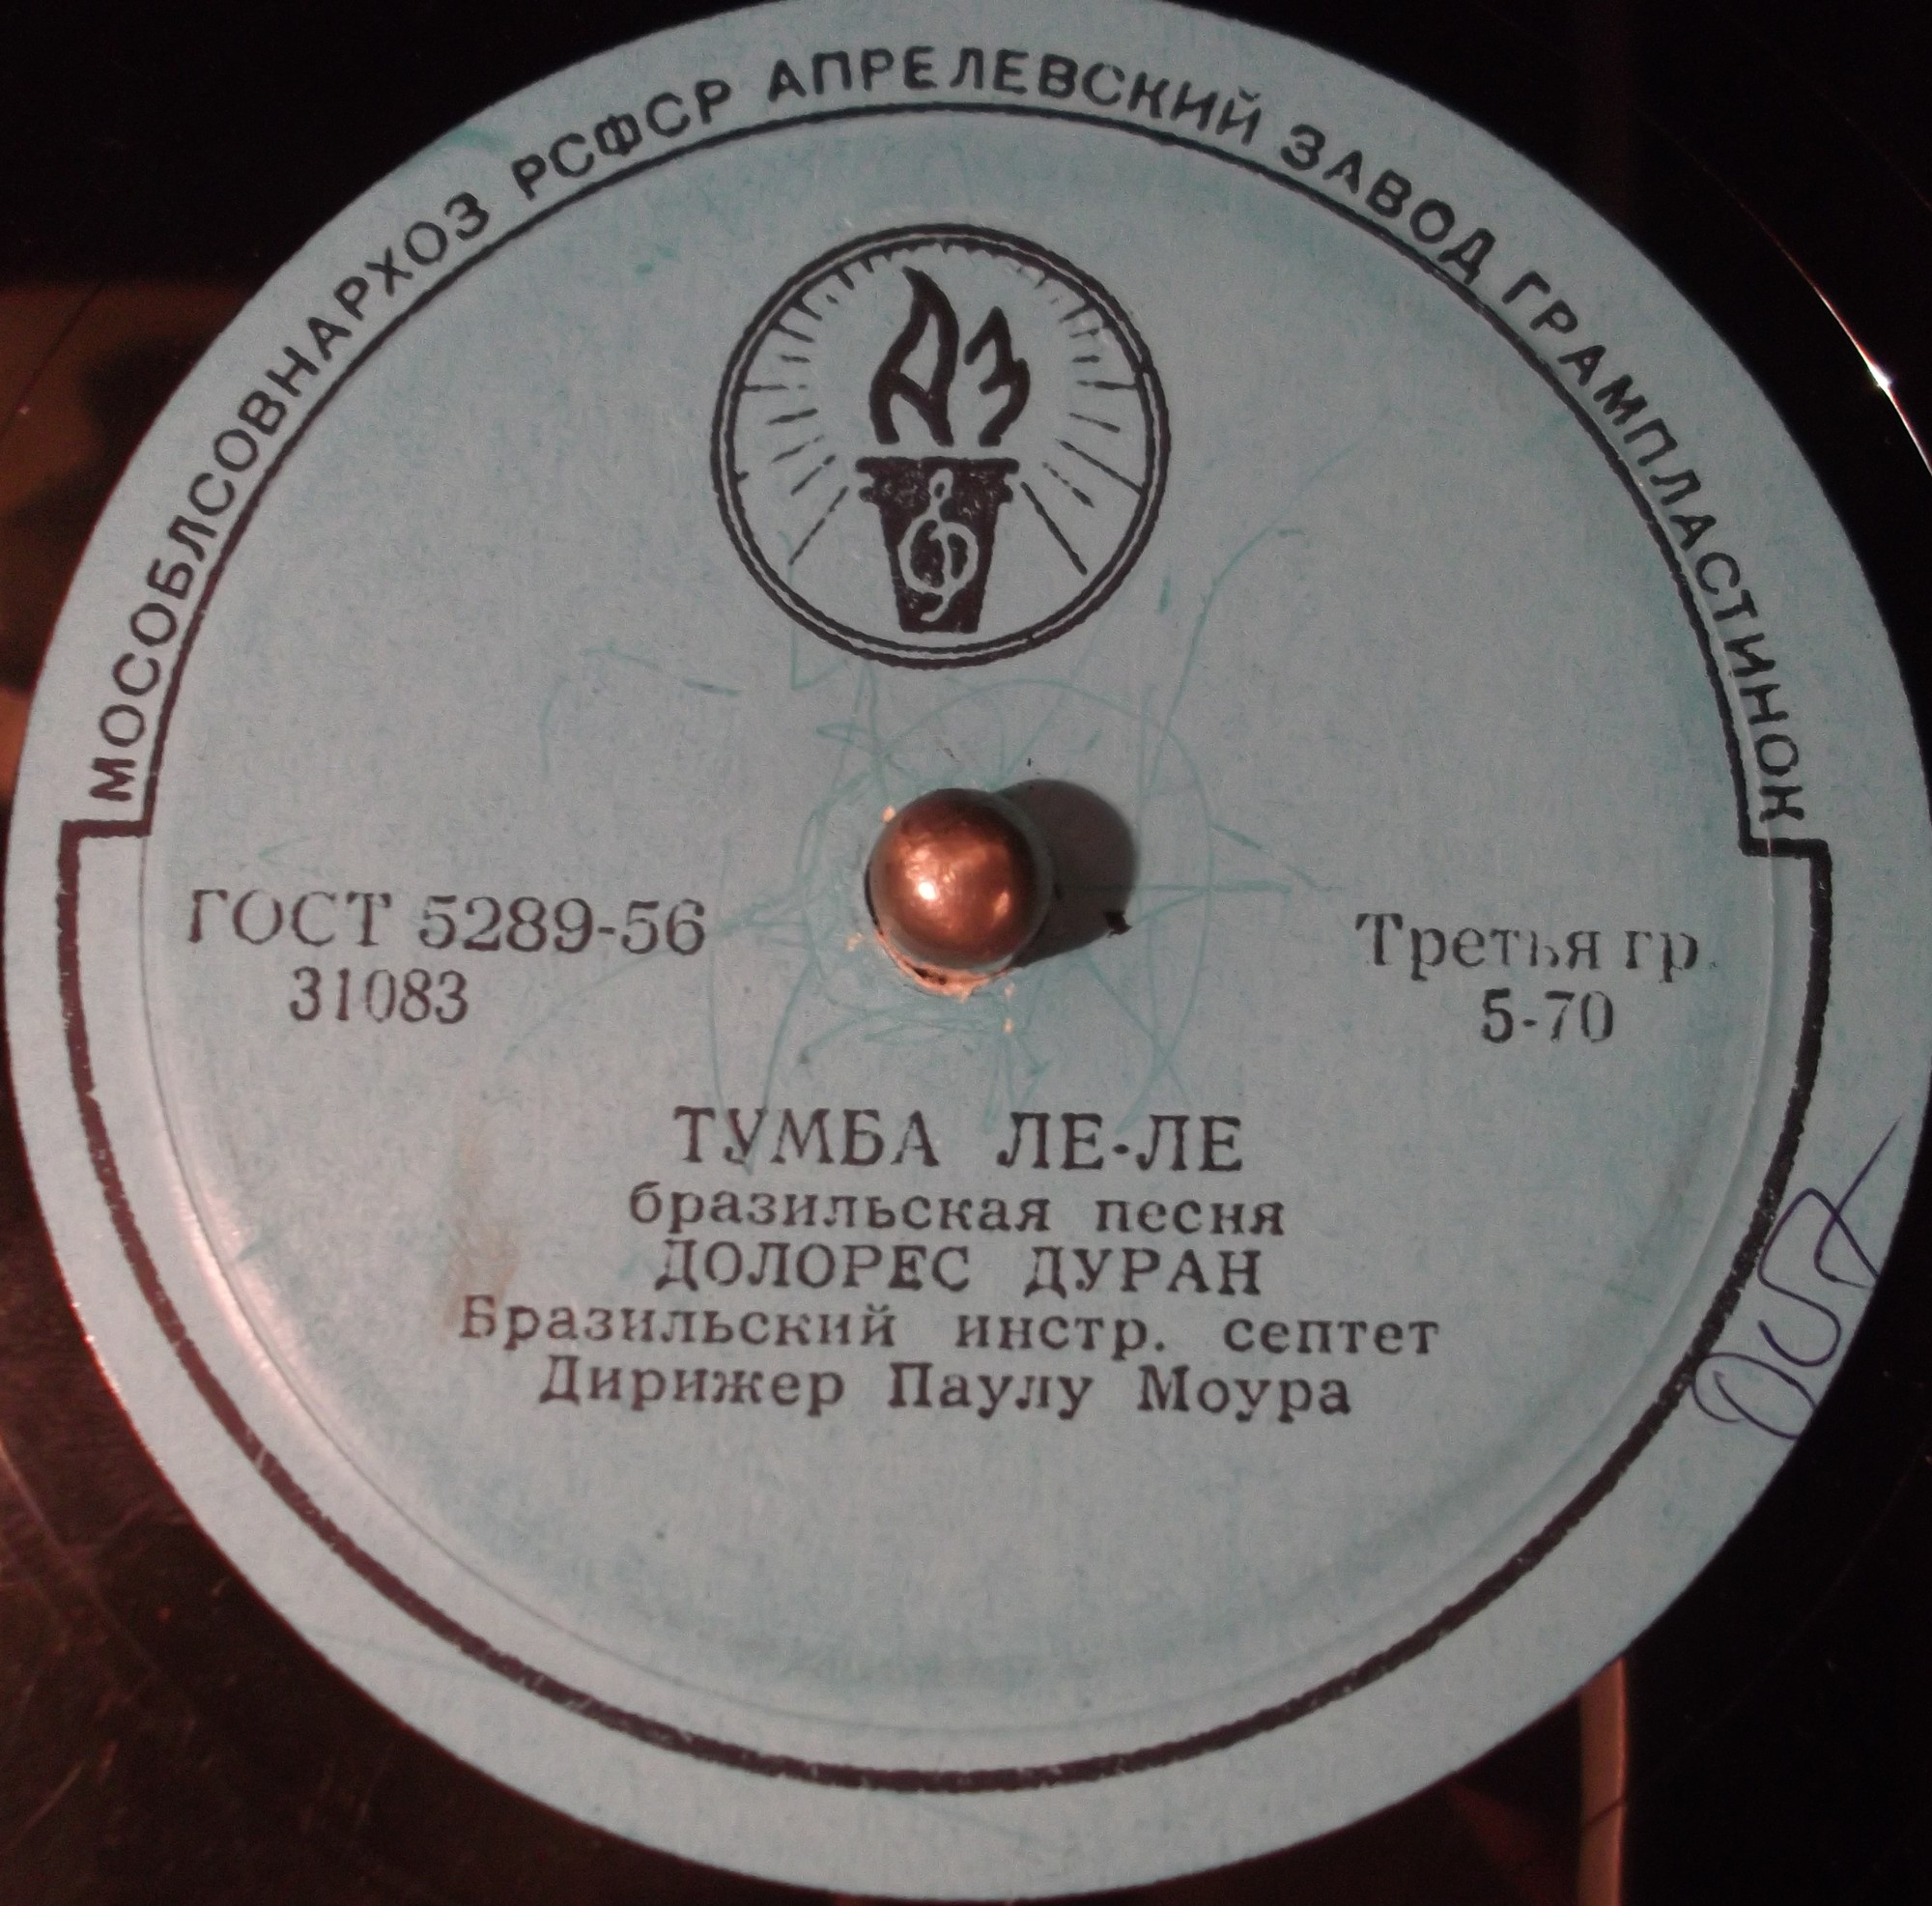 МОСОБЛСОВНАРХОЗ РСФСР АПРЕЛЕВСКИЙ ЗАВОД ГРАМПЛАСТИНОК
АЗ
ГОСТ 5289-56
31083
Третья гр.
5-70
ТУМБА ЛЕ-ЛЕ
бразильская песня
ДОЛОРЕС ДУРАН
Бразильский инстр. септет
Дирижер Паулу Моура